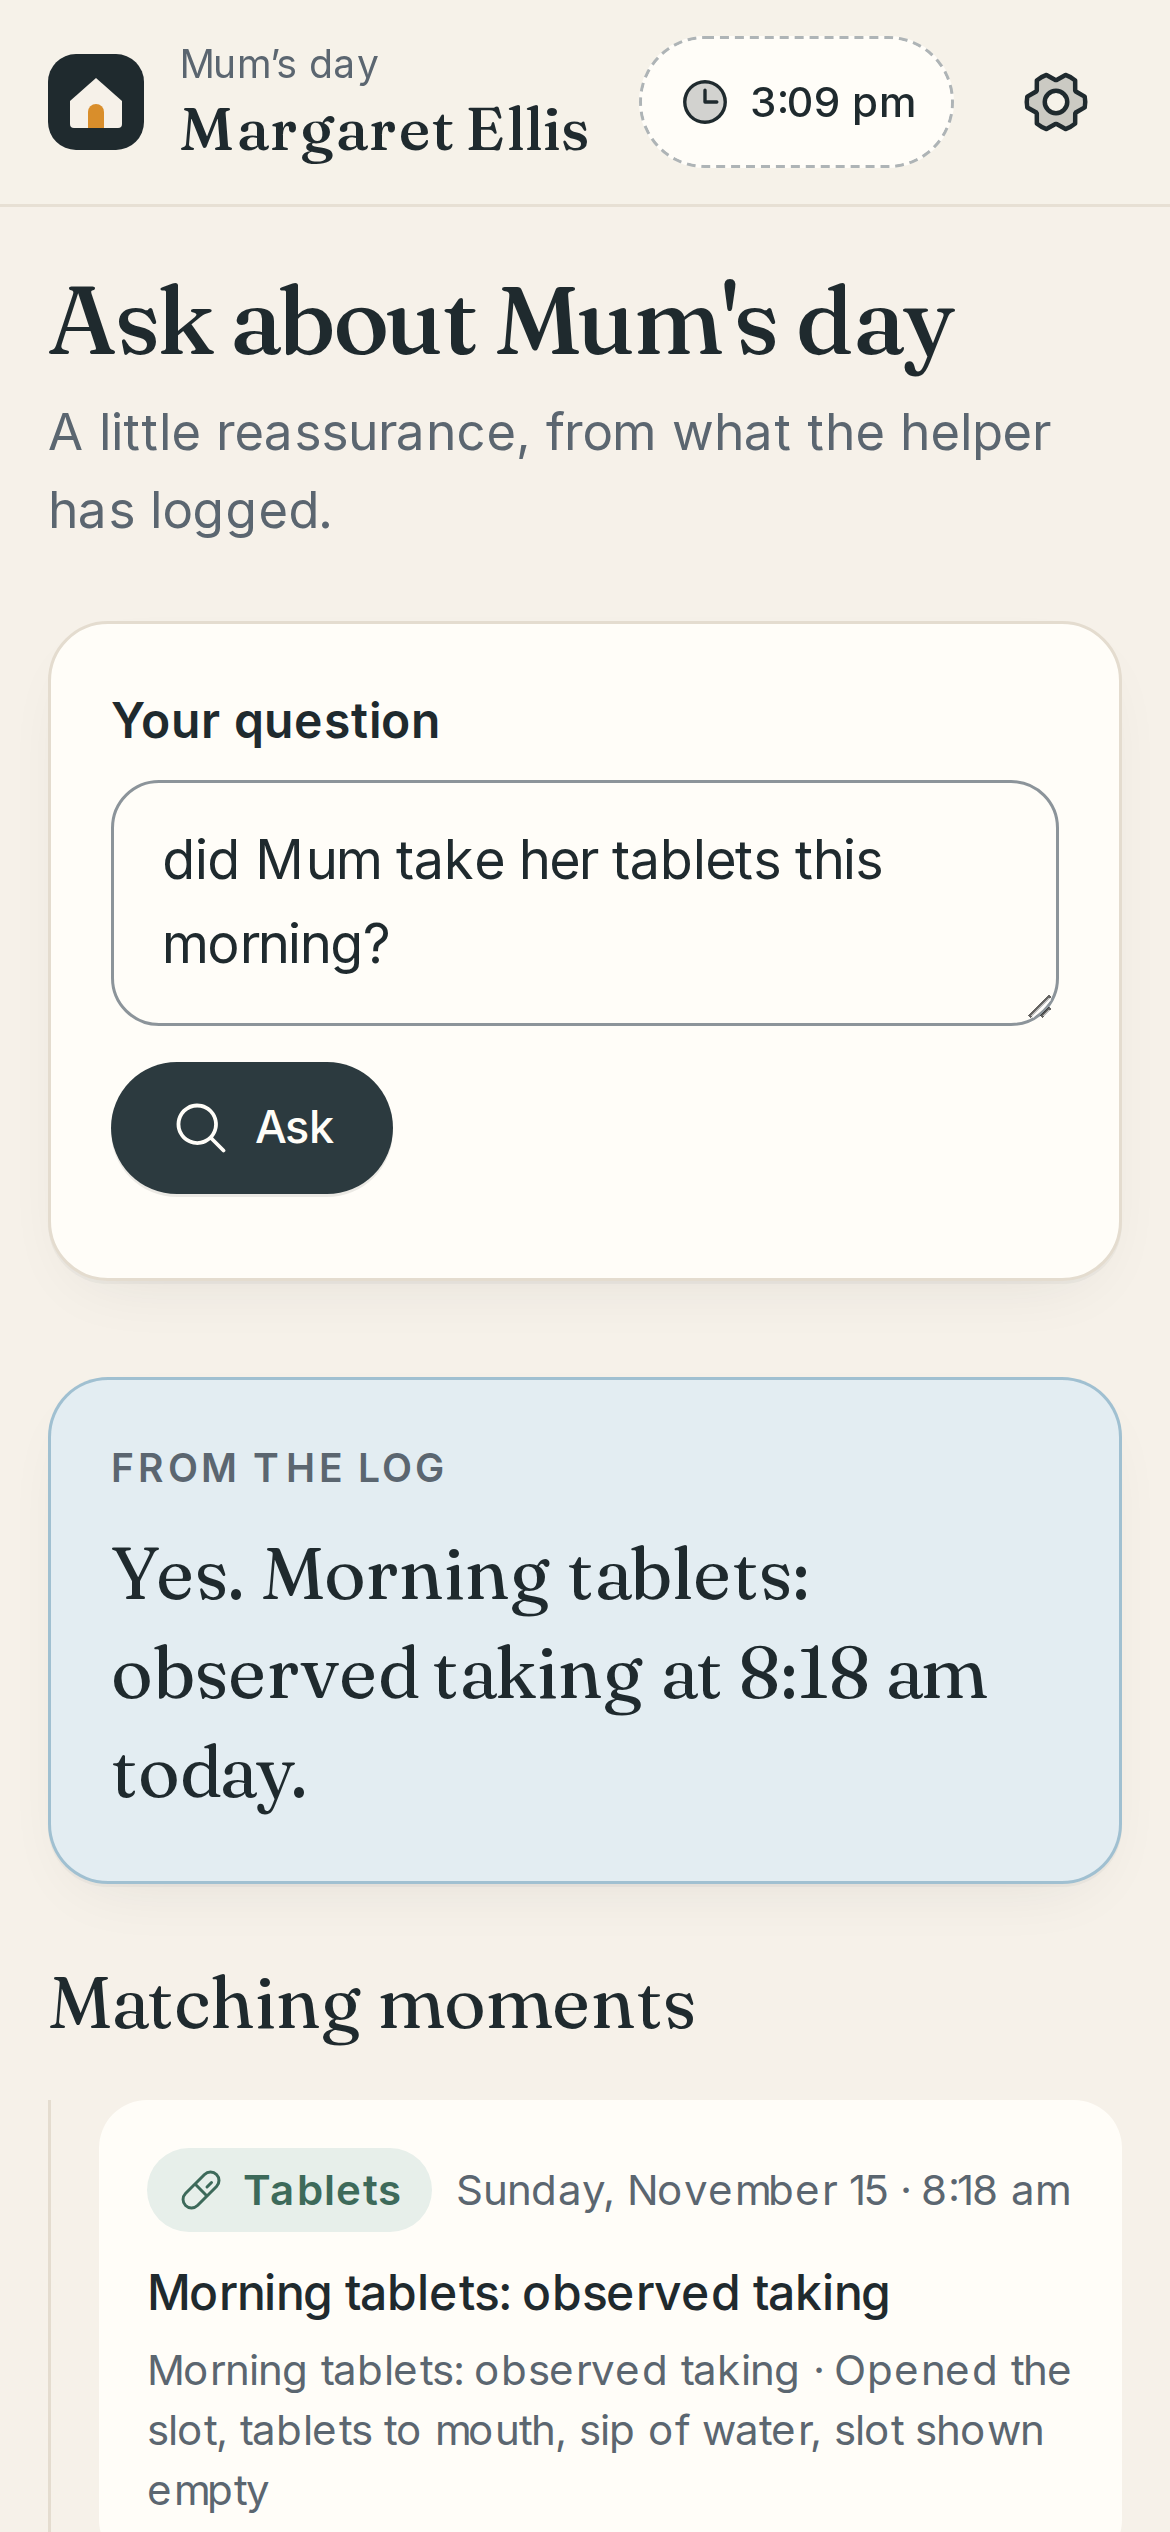 Mum’s day
Margaret Ellis
3:09 pm
Ask about Mum's day
A little reassurance, from what the helper
has logged.
Your question
did Mum take her tablets this
morning?
Ask
FROM THE LOG
Yes. Morning tablets:
observed taking at 8:18 am
today.
Matching moments
Tablets
Sunday, November 15 · 8:18 am
Morning tablets: observed taking
Morning tablets: observed taking · Opened the
slot, tablets to mouth, sip of water, slot shown
empty